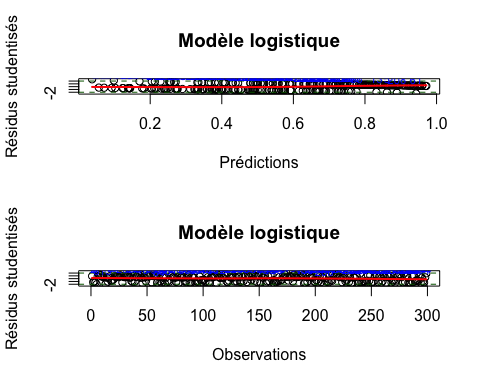 Modèle logistique
Résidus studentisés
-2
0.2 0.4 0.6 0.8 1.0
Prédictions
Modèle logistique
Résidus studentisés
-2
0 50 100 150 200 250 300
Observations